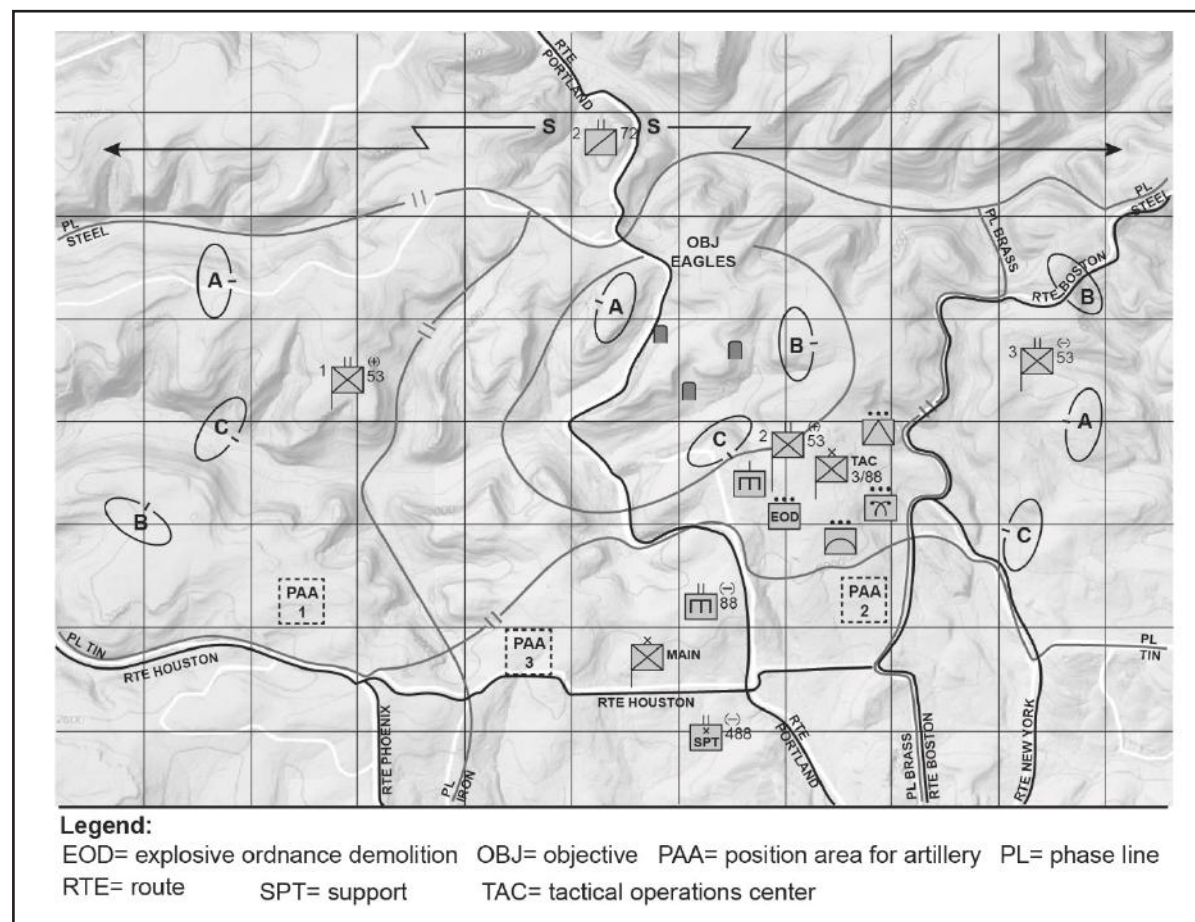 RTE
PORTLAND
S
S
2
72
PL
STEEL
PL
STEEL
PL BRASS
OBJ
EAGLES
RTE BOSTON
A
A
B
B
1
(+)
53
3
(-)
53
C
C
A
2
(+)
53
TAC
3/88
EOD
B
C
PAA
1
(-)
88
PAA
2
PL TIN
RTE HOUSTON
PAA
3
MAIN
PL
TIN
RTE HOUSTON
RTE PHOENIX
PL
IRON
SPT
(-)
488
RTE
PORTLAND
PL BRASS
RTE BOSTON
RTE NEW YORK
Legend:
EOD= explosive ordnance demolition OBJ= objective PAA= position area for artillery PL= phase line
RTE= route SPT= support TAC= tactical operations center